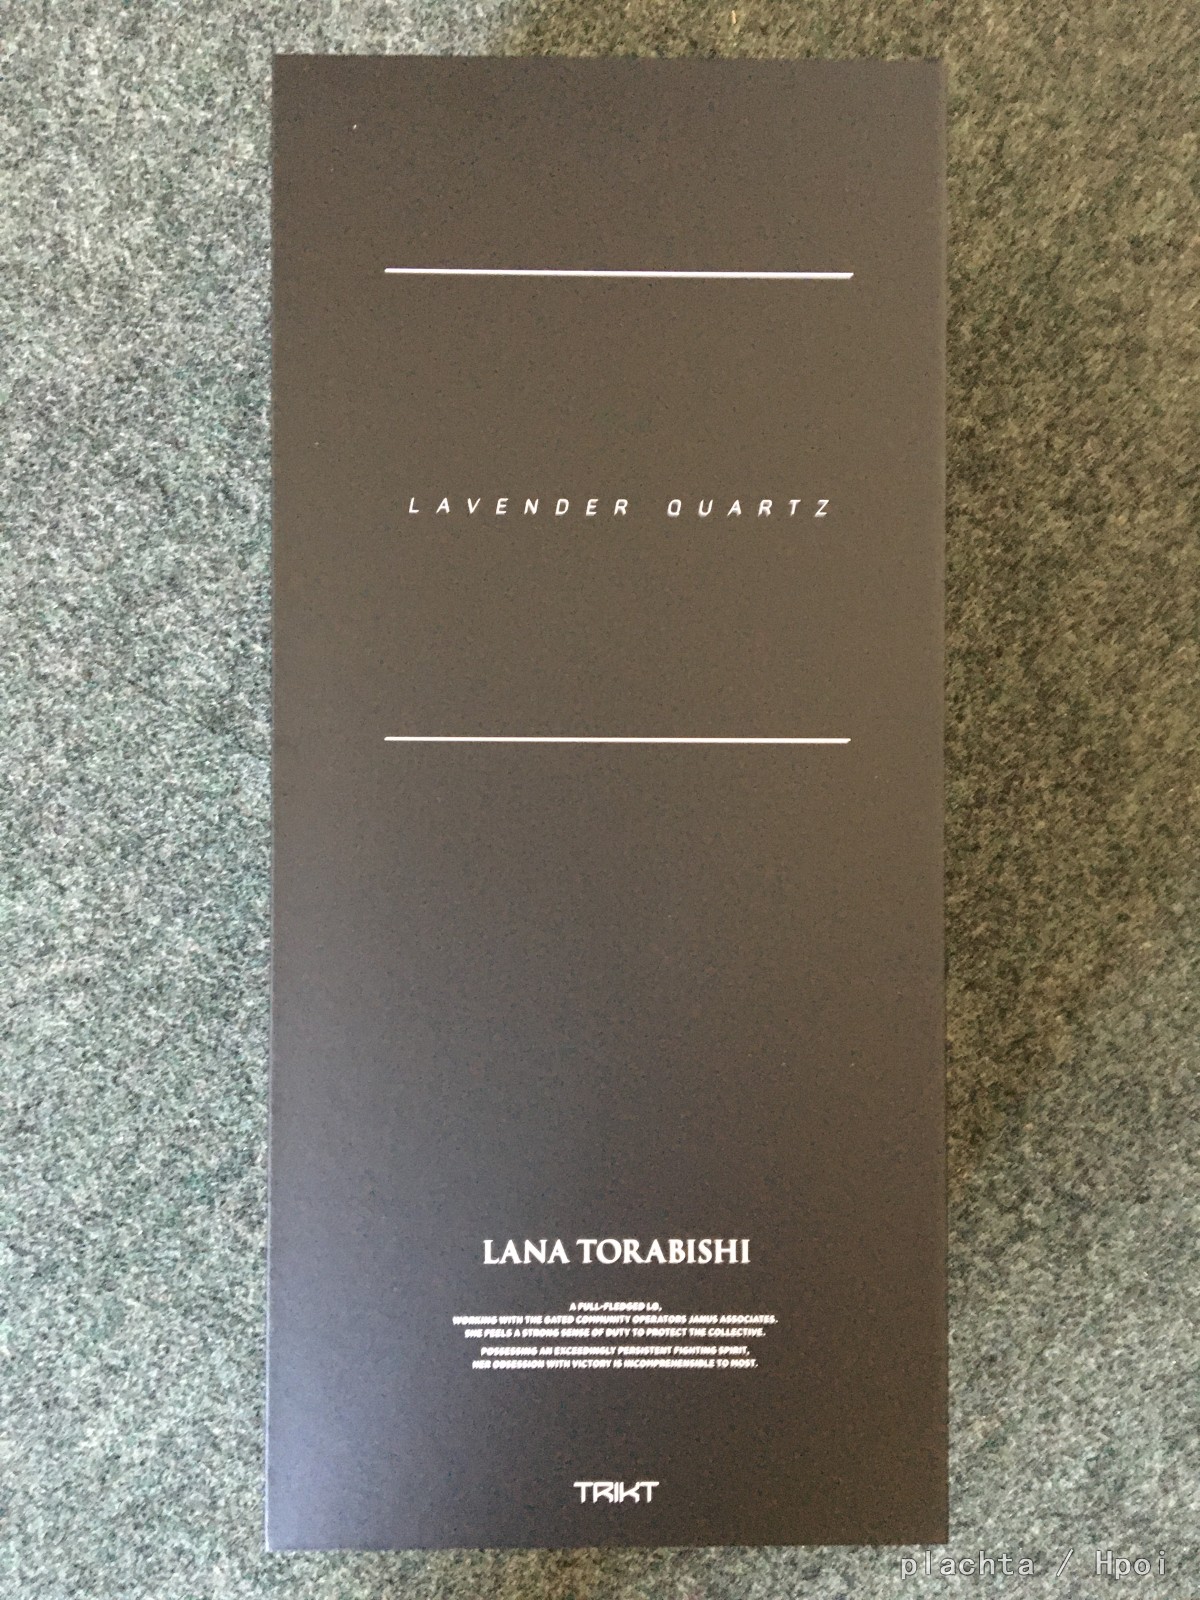 LAVENDER QUARTZ
LANA TORABISHI
A FULL-FLEDGED LG,
WORKING WITH THE GATED COMMUNITY OPERATORS JANUS ASSOCIATES.
SHE FEELS A STRONG SENSE OF DUTY TO PROTECT THE COLLECTIVE.
POSSESSING AN EXCEEDINGLY PERSISTENT FIGHTING SPIRIT,
HER OBSESSION WITH VICTORY IS INCOMPREHENSIBLE TO MOST.
TRIKT
plachta / Hpoi